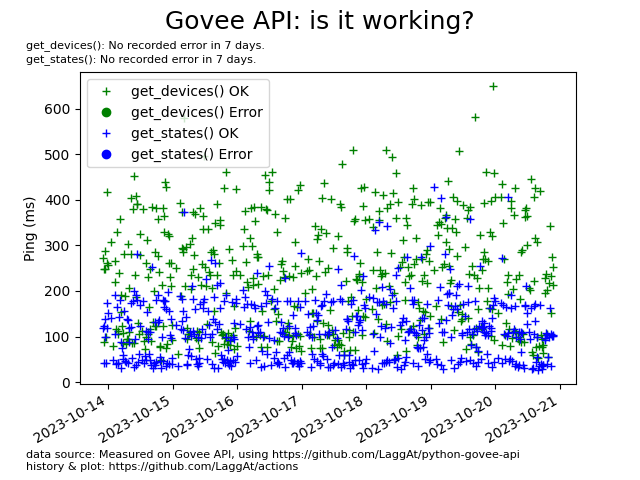 Govee API: is it working?
get_devices(): No recorded error in 7 days.
get_states(): No recorded error in 7 days.
get_devices() OK
get_devices() Error
get_states() OK
get_states() Error
Ping (ms)
600
500
400
300
200
100
0
2023-10-14
2023-10-15
2023-10-16
2023-10-17
2023-10-18
2023-10-19
2023-10-20
2023-10-21
data source: Measured on Govee API, using https://github.com/LaggAt/python-govee-api
history & plot: https://github.com/LaggAt/actions